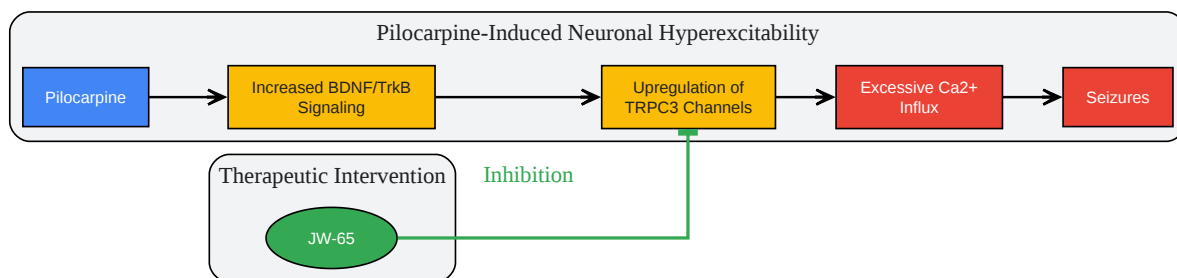 Pilocarpine-Induced Neuronal Hyperexcitability
Pilocarpine
Increased BDNF/TrkB
Signaling
Upregulation of
TRPC3 Channels
Excessive Ca2+
Influx
Seizures
Therapeutic Intervention
Inhibition
JW-65